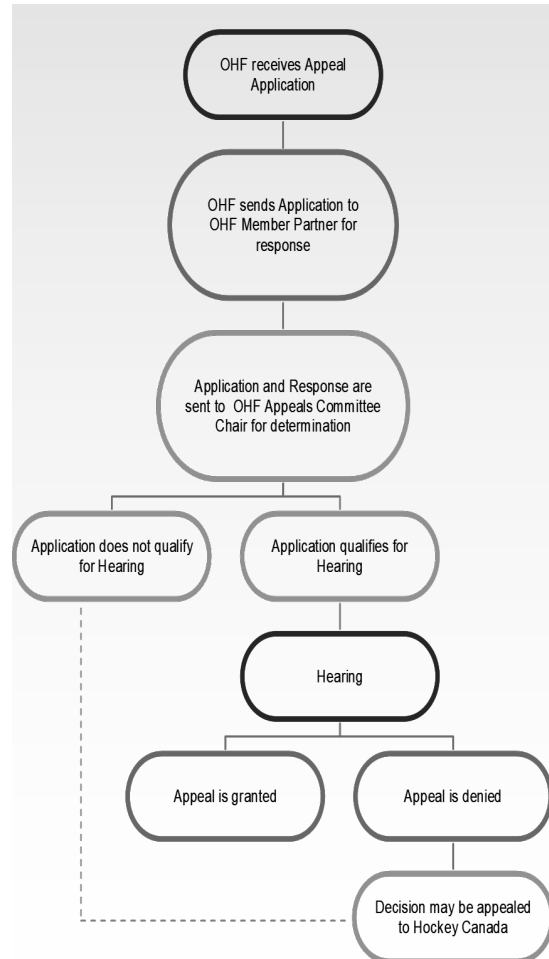 OHF receives Appeal
Application
OHF sends Application to
OHF Member Partner for
response
Application and Response are
sent to OHF Appeals Committee
Chair for determination
Application does not qualify
for Hearing
Application qualifies for
Hearing
Hearing
Appeal is granted
Appeal is denied
Decision may be appealed
to Hockey Canada